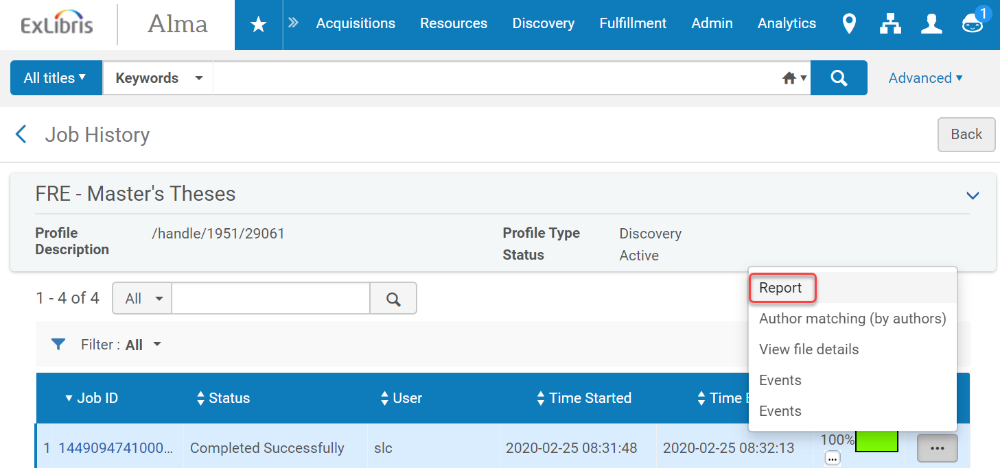 ExLibris Alma Acquisitions Resources Discovery Fulfillment Admin Analytics 1
All titles Keywords Advanced
Job History Back
FRE - Master's Theses
Profile Description /handle/1951/29061 Profile Type Discovery
Status Active
1 - 4 of 4 All
Report
Author matching (by authors)
View file details
Events
Events
Filter : All
Job ID Status User Time Started Time
1 1449094741000... Completed Successfully slc 2020-02-25 08:31:48 2020-02-25 08:32:13 100% ... ...